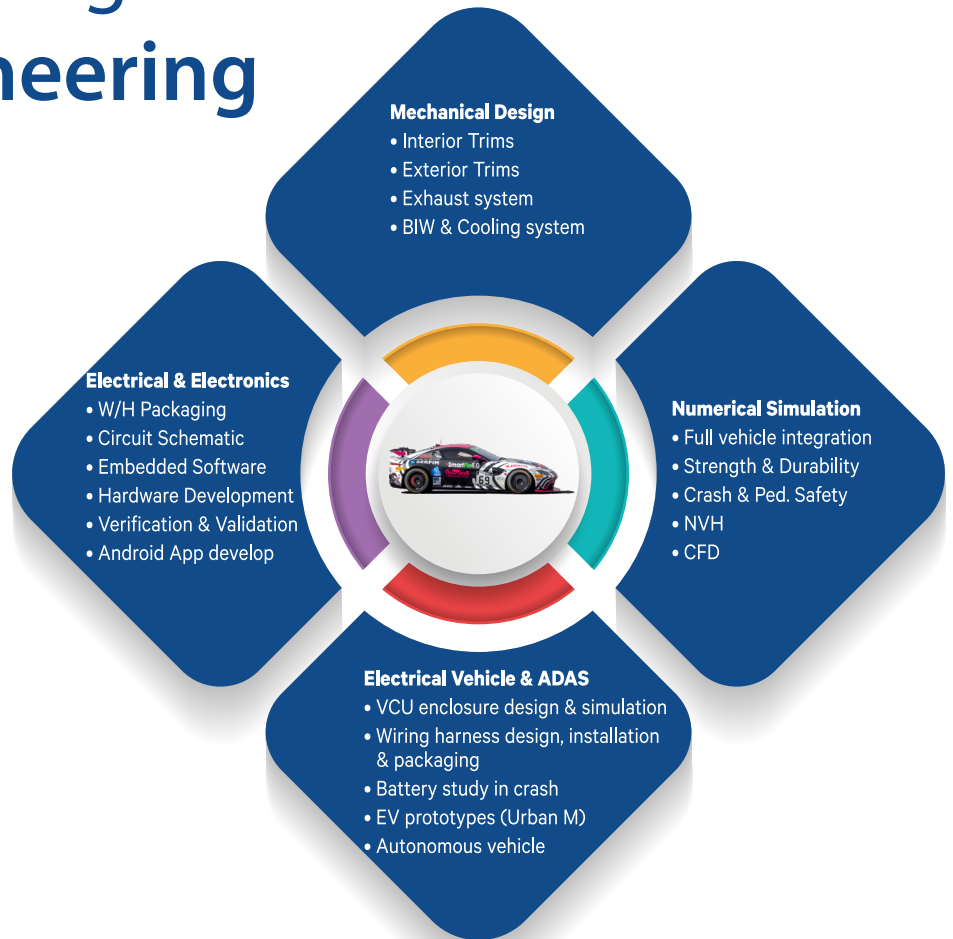 neering
Mechanical Design
• Interior Trims
• Exterior Trims
• Exhaust system
• BIW & Cooling system
Electrical & Electronics
• W/H Packaging
• Circuit Schematic
• Embedded Software
• Hardware Development
• Verification & Validation
• Android App develop
Numerical Simulation
• Full vehicle integration
• Strength & Durability
• Crash & Ped. Safety
• NVH
• CFD
69
Electrical Vehicle & ADAS
• VCU enclosure design & simulation
• Wiring harness design, installation
& packaging
• Battery study in crash
• EV prototypes (Urban M)
• Autonomous vehicle